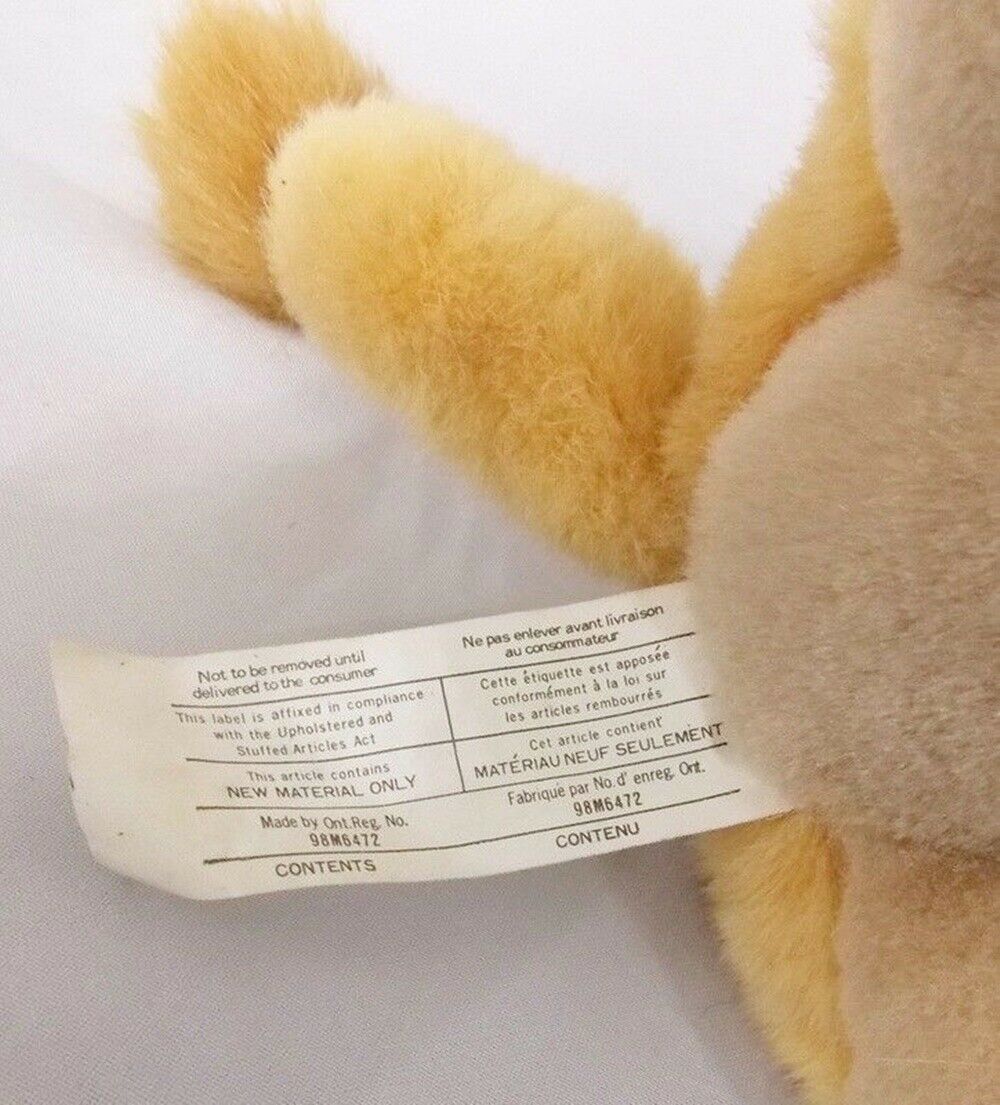 Not to be removed until
delivered to the consumer
Ne pas enlever avant livraison
au consommateur
This label is affixed in compliance
with the Upholstered and
Stuffed Articles Act
Cette étiquette est apposée
conformément à la loi sur
les articles rembourrés
This article contains
NEW MATERIAL ONLY
Cet article contient
MATÉRIAU NEUF SEULEMENT
Made by Ont. Reg. No.
98M6472
Fabriqué par No. d' enreg. Ont.
98M6472
CONTENTS
CONTENU